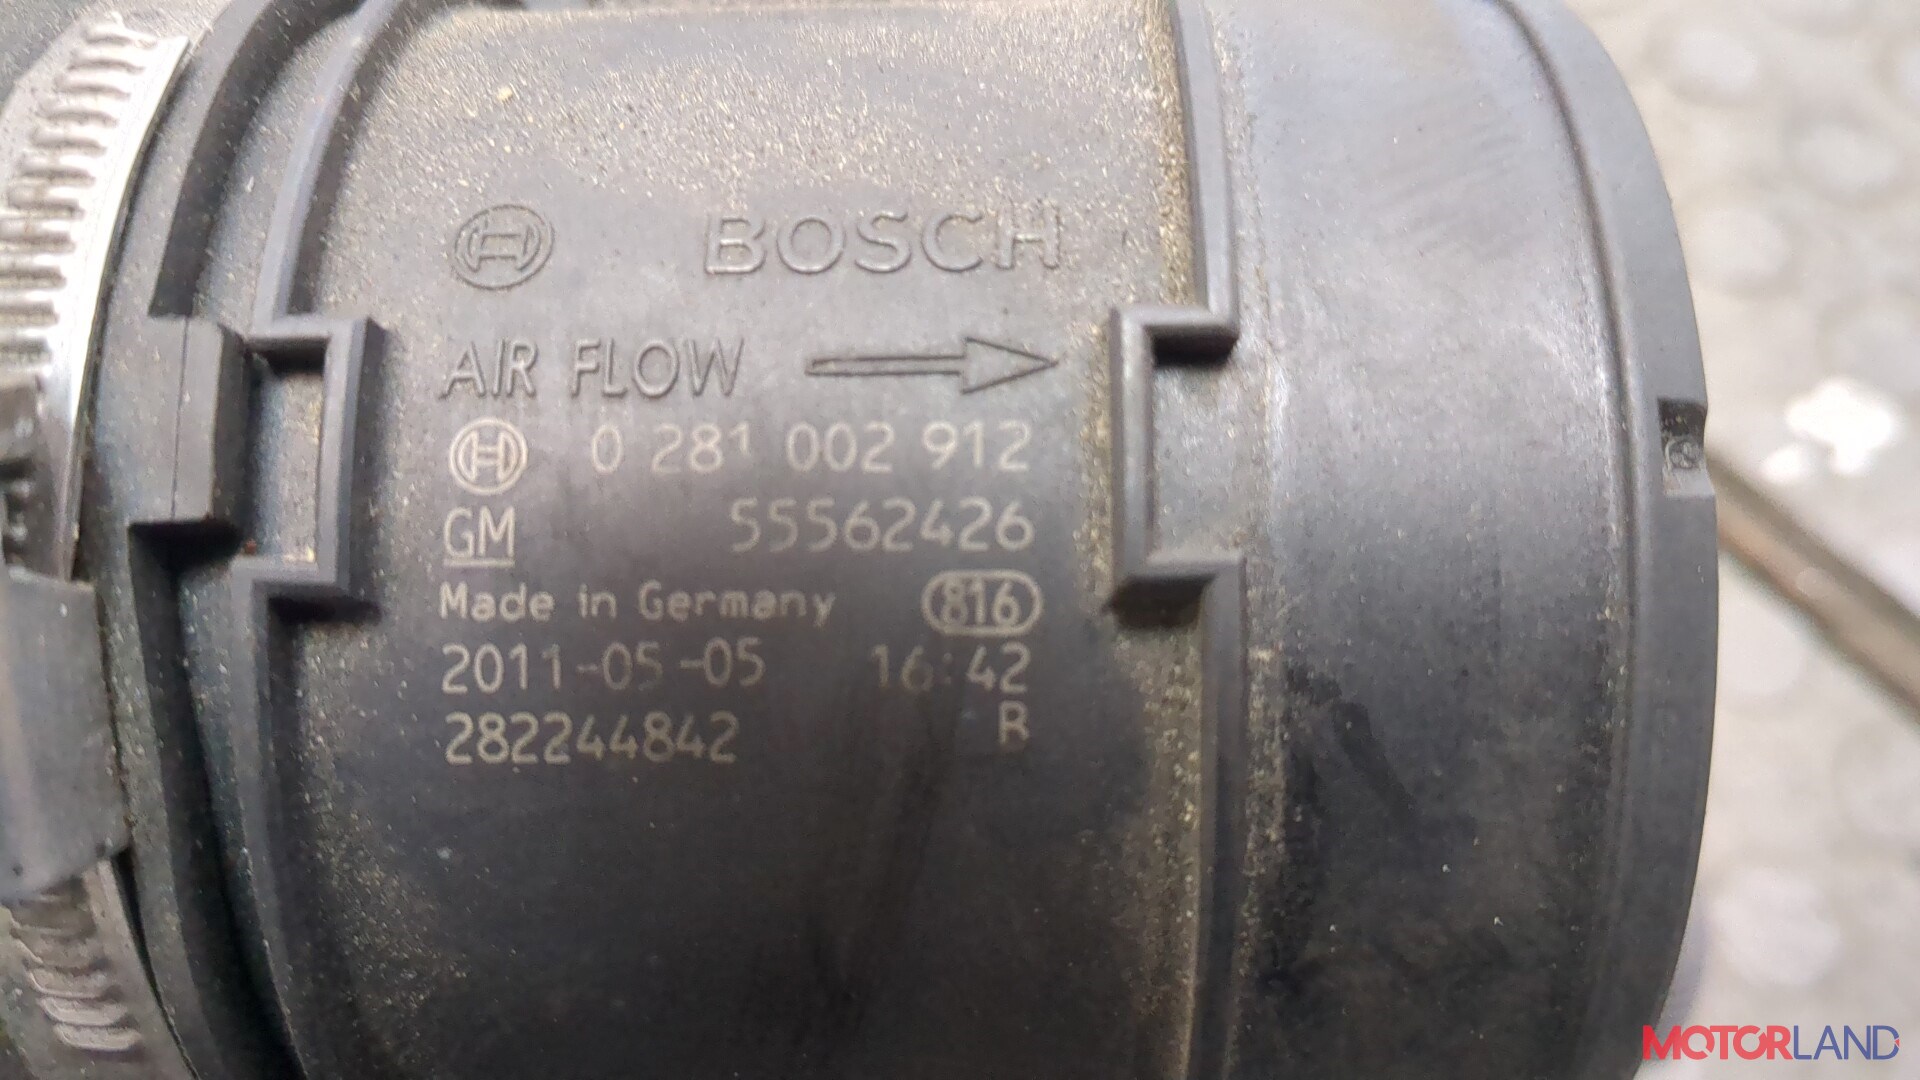 BOSCH
AIR FLOW
0 281 002 912
GM 55562426
Made in Germany 816
2011-05-05 16:42
282244842 B
MOTORLAND